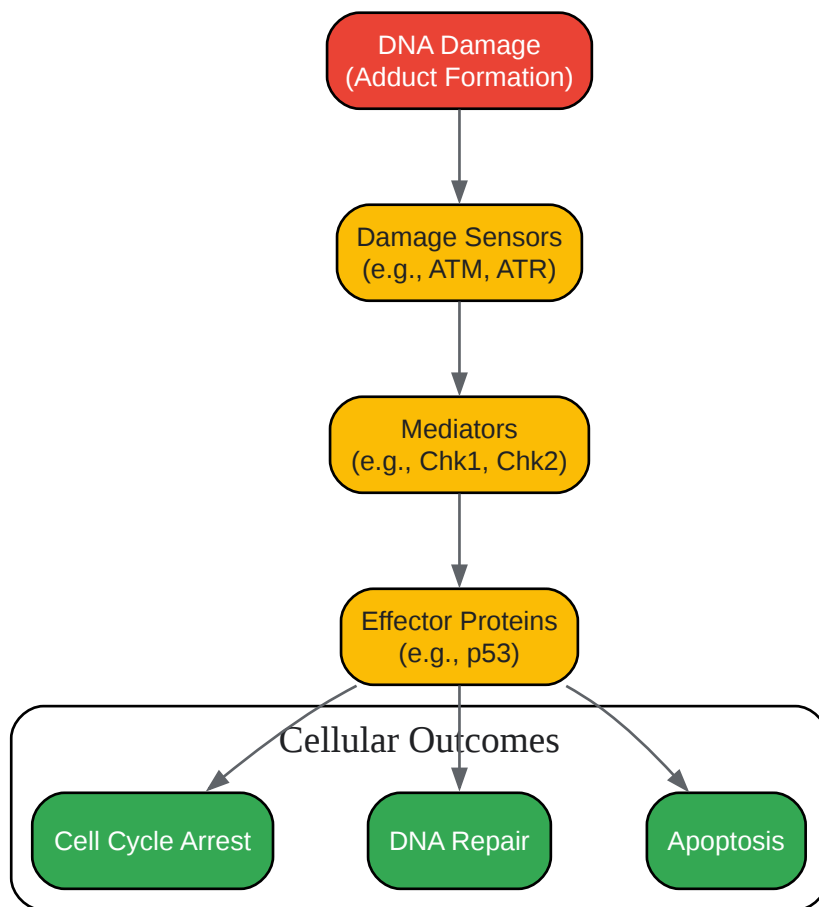 DNA Damage
(Adduct Formation)
Damage Sensors
(e.g., ATM, ATR)
Mediators
(e.g., Chk1, Chk2)
Effector Proteins
(e.g., p53)
Cellular Outcomes
Cell Cycle Arrest
DNA Repair
Apoptosis